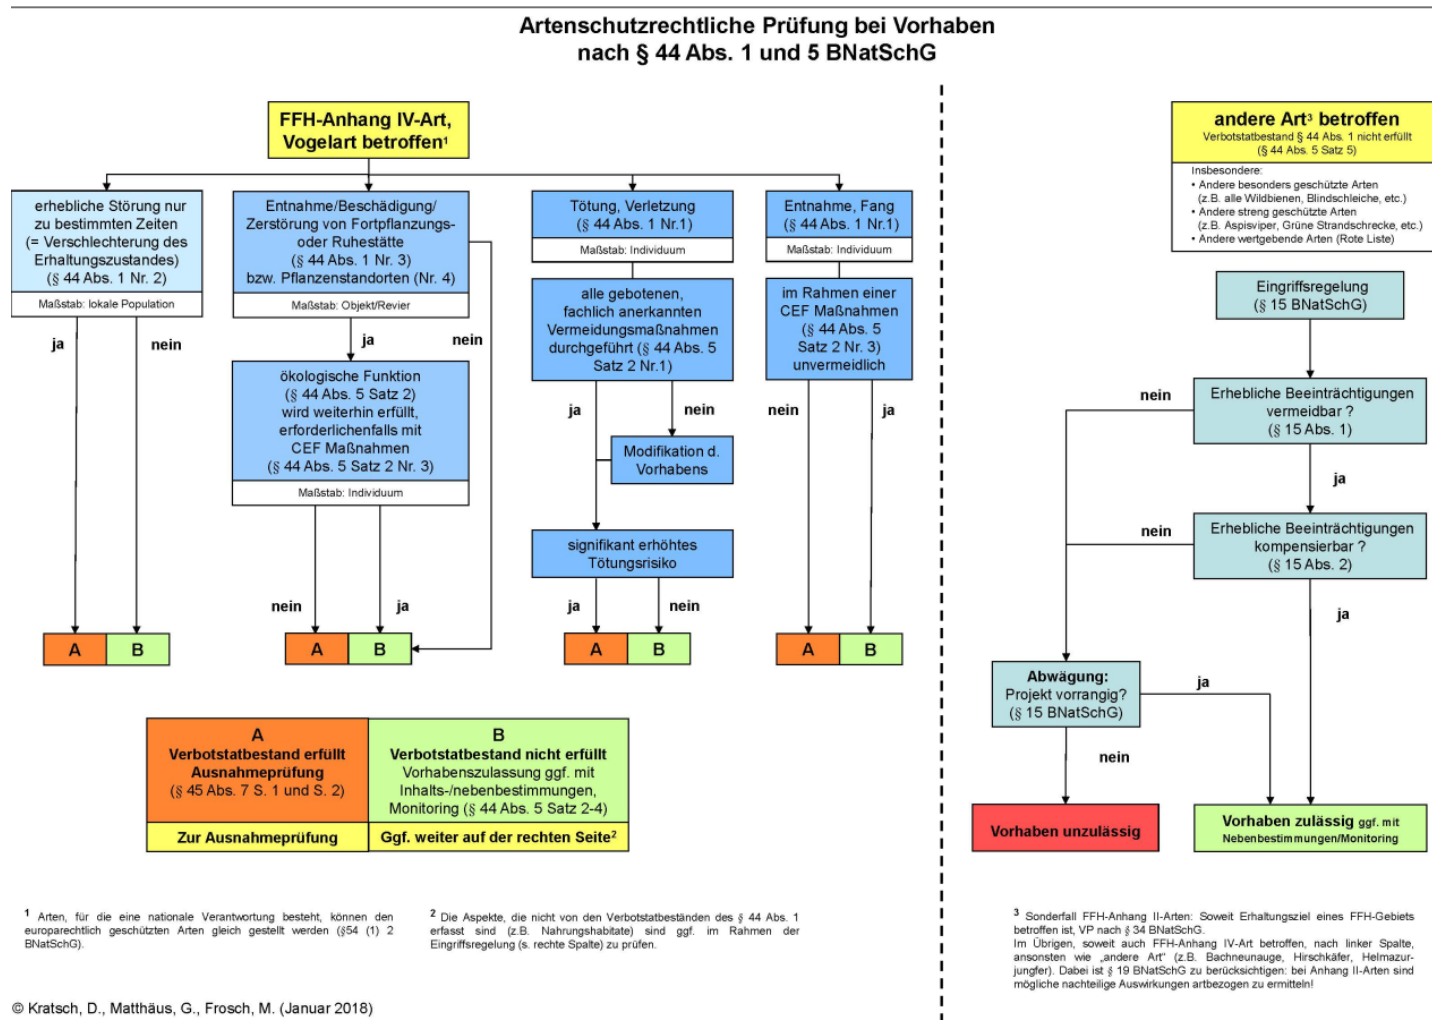 Artenschutzrechtliche Prüfung bei Vorhaben
nach § 44 Abs. 1 und 5 BNatSchG
FFH-Anhang IV-Art,
Vogelart betroffen¹
erhebliche Störung nur
zu bestimmten Zeiten
(= Verschlechterung des
Erhaltungszustandes)
(§ 44 Abs. 1 Nr. 2)
Maßstab: lokale Population
ja
nein
Entnahme/Beschädigung/
Zerstörung von Fortpflanzungs-
oder Ruhestätte
(§ 44 Abs. 1 Nr. 3)
bzw. Pflanzenstandorten (Nr. 4)
Maßstab: Objekt/Revier
ja
nein
ökologische Funktion
(§ 44 Abs. 5 Satz 2)
wird weiterhin erfüllt,
erforderlichenfalls mit
CEF Maßnahmen
(§ 44 Abs. 5 Satz 2 Nr. 3)
Maßstab: Individuum
nein
ja
Tötung, Verletzung
(§ 44 Abs. 1 Nr.1)
Maßstab: Individuum
alle gebotenen,
fachlich anerkannten
Vermeidungsmaßnahmen
durchgeführt (§ 44 Abs. 5
Satz 2 Nr.1)
ja
nein
Modifikation d.
Vorhabens
signifikant erhöhtes
Tötungsrisiko
ja
nein
Entnahme, Fang
(§ 44 Abs. 1 Nr.1)
Maßstab: Individuum
im Rahmen einer
CEF Maßnahmen
(§ 44 Abs. 5
Satz 2 Nr. 3)
unvermeidlich
nein
ja
A B
A B
A B
A B
A
Verbotstatbestand erfüllt
Ausnahmeprüfung
(§ 45 Abs. 7 S. 1 und S. 2)
Zur Ausnahmeprüfung
B
Verbotstatbestand nicht erfüllt
Vorhabenszulassung ggf. mit
Inhalts-/nebenbestimmungen,
Monitoring (§ 44 Abs. 5 Satz 2-4)
Ggf. weiter auf der rechten Seite²
andere Art³ betroffen
Verbotstatbestand § 44 Abs. 1 nicht erfüllt
(§ 44 Abs. 5 Satz 5)
Insbesondere:
• Andere besonders geschützte Arten
(z.B. alle Wildbienen, Blindschleiche, etc.)
• Andere streng geschützte Arten
(z.B. Aspisviper, Grüne Strandschrecke, etc.)
• Andere wertgebende Arten (Rote Liste)
Eingriffsregelung
(§ 15 BNatSchG)
Erhebliche Beeinträchtigungen
vermeidbar ?
(§ 15 Abs. 1)
nein
ja
Erhebliche Beeinträchtigungen
kompensierbar ?
(§ 15 Abs. 2)
nein
ja
Abwägung:
Projekt vorrangig?
(§ 15 BNatSchG)
ja
nein
Vorhaben unzulässig
Vorhaben zulässig ggf. mit
Nebenbestimmungen/Monitoring
¹ Arten, für die eine nationale Verantwortung besteht, können den
europarechtlich geschützten Arten gleich gestellt werden (§54 (1) 2
BNatSchG).
² Die Aspekte, die nicht von den Verbotstatbeständen des § 44 Abs. 1
erfasst sind (z.B. Nahrungshabitate) sind ggf. im Rahmen der
Eingriffsregelung (s. rechte Spalte) zu prüfen.
³ Sonderfall FFH-Anhang II-Arten: Soweit Erhaltungsziel eines FFH-Gebiets
betroffen ist, VP nach § 34 BNatSchG.
Im Übrigen, soweit auch FFH-Anhang IV-Art betroffen, nach linker Spalte,
ansonsten wie „andere Art" (z.B. Bachneunauge, Hirschkäfer, Helmazur-
jungfer). Dabei ist § 19 BNatSchG zu berücksichtigen: bei Anhang II-Arten sind
mögliche nachteilige Auswirkungen artbezogen zu ermitteln!
© Kratsch, D., Matthäus, G., Frosch, M. (Januar 2018)